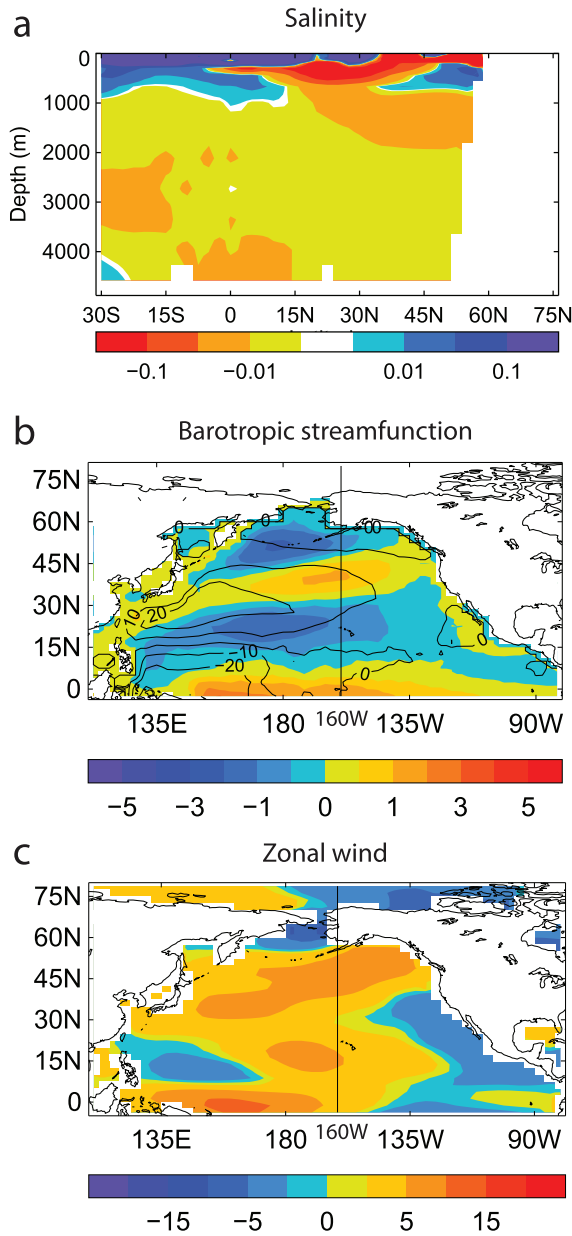 a
Salinity
0
1000
2000
3000
4000
Depth (m)
30S 15S 0 15N 30N 45N 60N 75N
−0.1 −0.01 0.01 0.1
b
Barotropic streamfunction
75N
60N
45N
30N
15N
0
0 0 00
10
20
−10
−20
0
0
135E 180 160W 135W 90W
−5 −3 −1 0 1 3 5
c
Zonal wind
75N
60N
45N
30N
15N
0
135E 180 160W 135W 90W
−15 −5 0 5 15